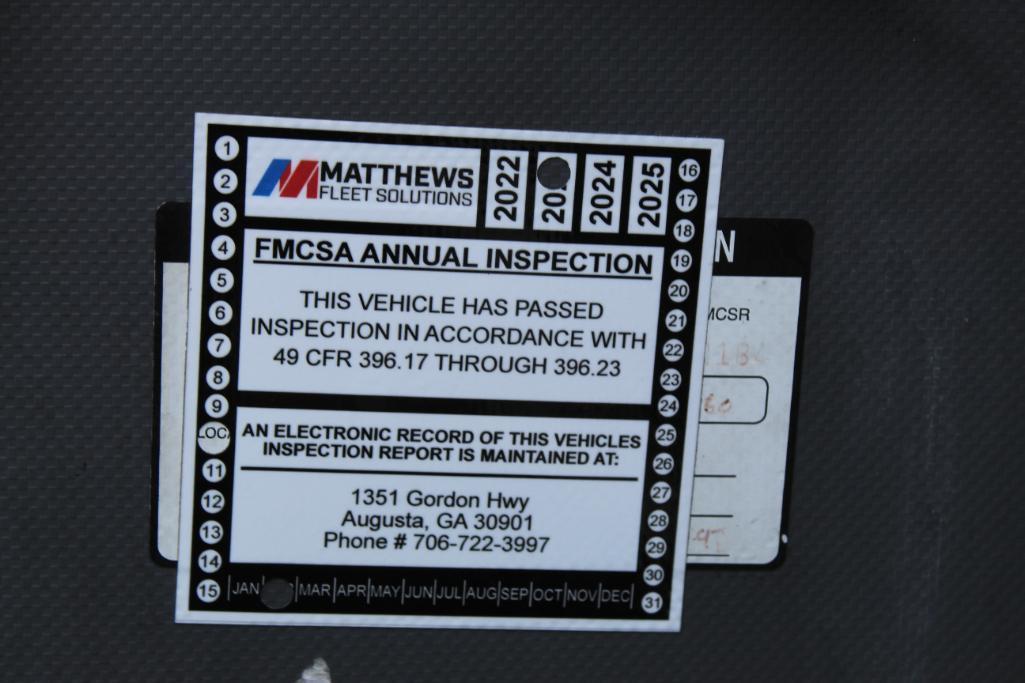 MATTHEWS
FLEET SOLUTIONS
2022
2024
2025
FMCSA ANNUAL INSPECTION
THIS VEHICLE HAS PASSED
INSPECTION IN ACCORDANCE WITH
49 CFR 396.17 THROUGH 396.23
AN ELECTRONIC RECORD OF THIS VEHICLES
INSPECTION REPORT IS MAINTAINED AT:
1351 Gordon Hwy
Augusta, GA 30901
Phone # 706-722-3997
JAN MAR APR MAY JUN JUL AUG SEP OCT NOV DEC
1
2
3
4
5
6
7
8
9
LOC
11
12
13
14
15
16
17
18
19
20
21
22
23
24
25
26
27
28
29
30
31
N
MCSR